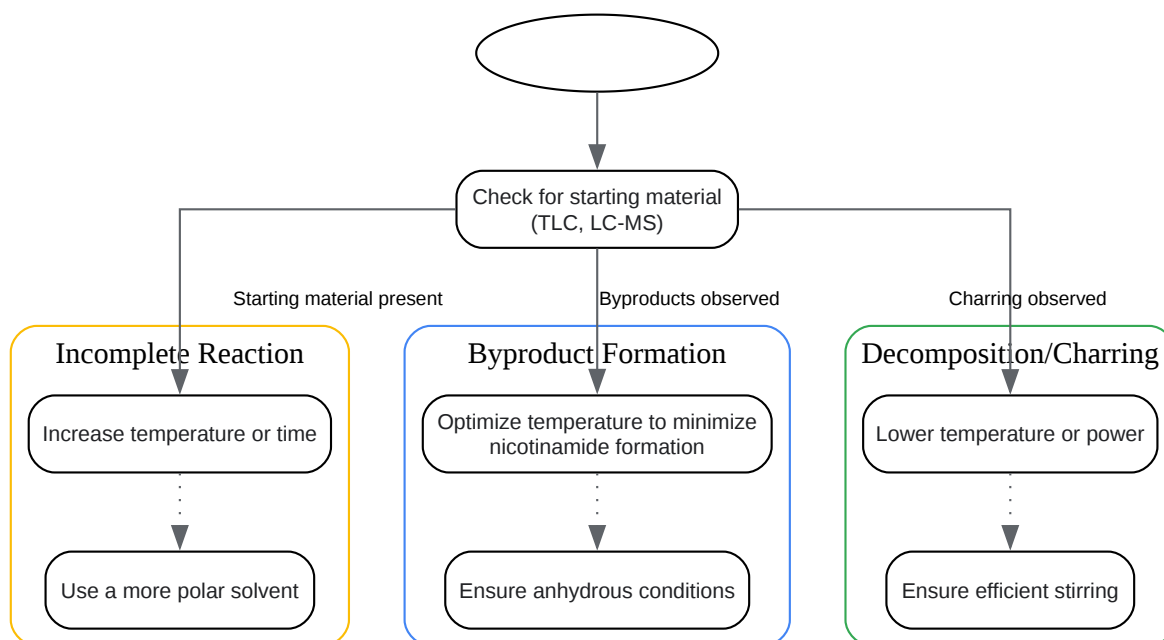 Check for starting material
(TLC, LC-MS)
Starting material present
Byproducts observed
Charring observed
Incomplete Reaction
Byproduct Formation
Decomposition/Charring
Increase temperature or time
Optimize temperature to minimize
nicotinamide formation
Lower temperature or power
Use a more polar solvent
Ensure anhydrous conditions
Ensure efficient stirring